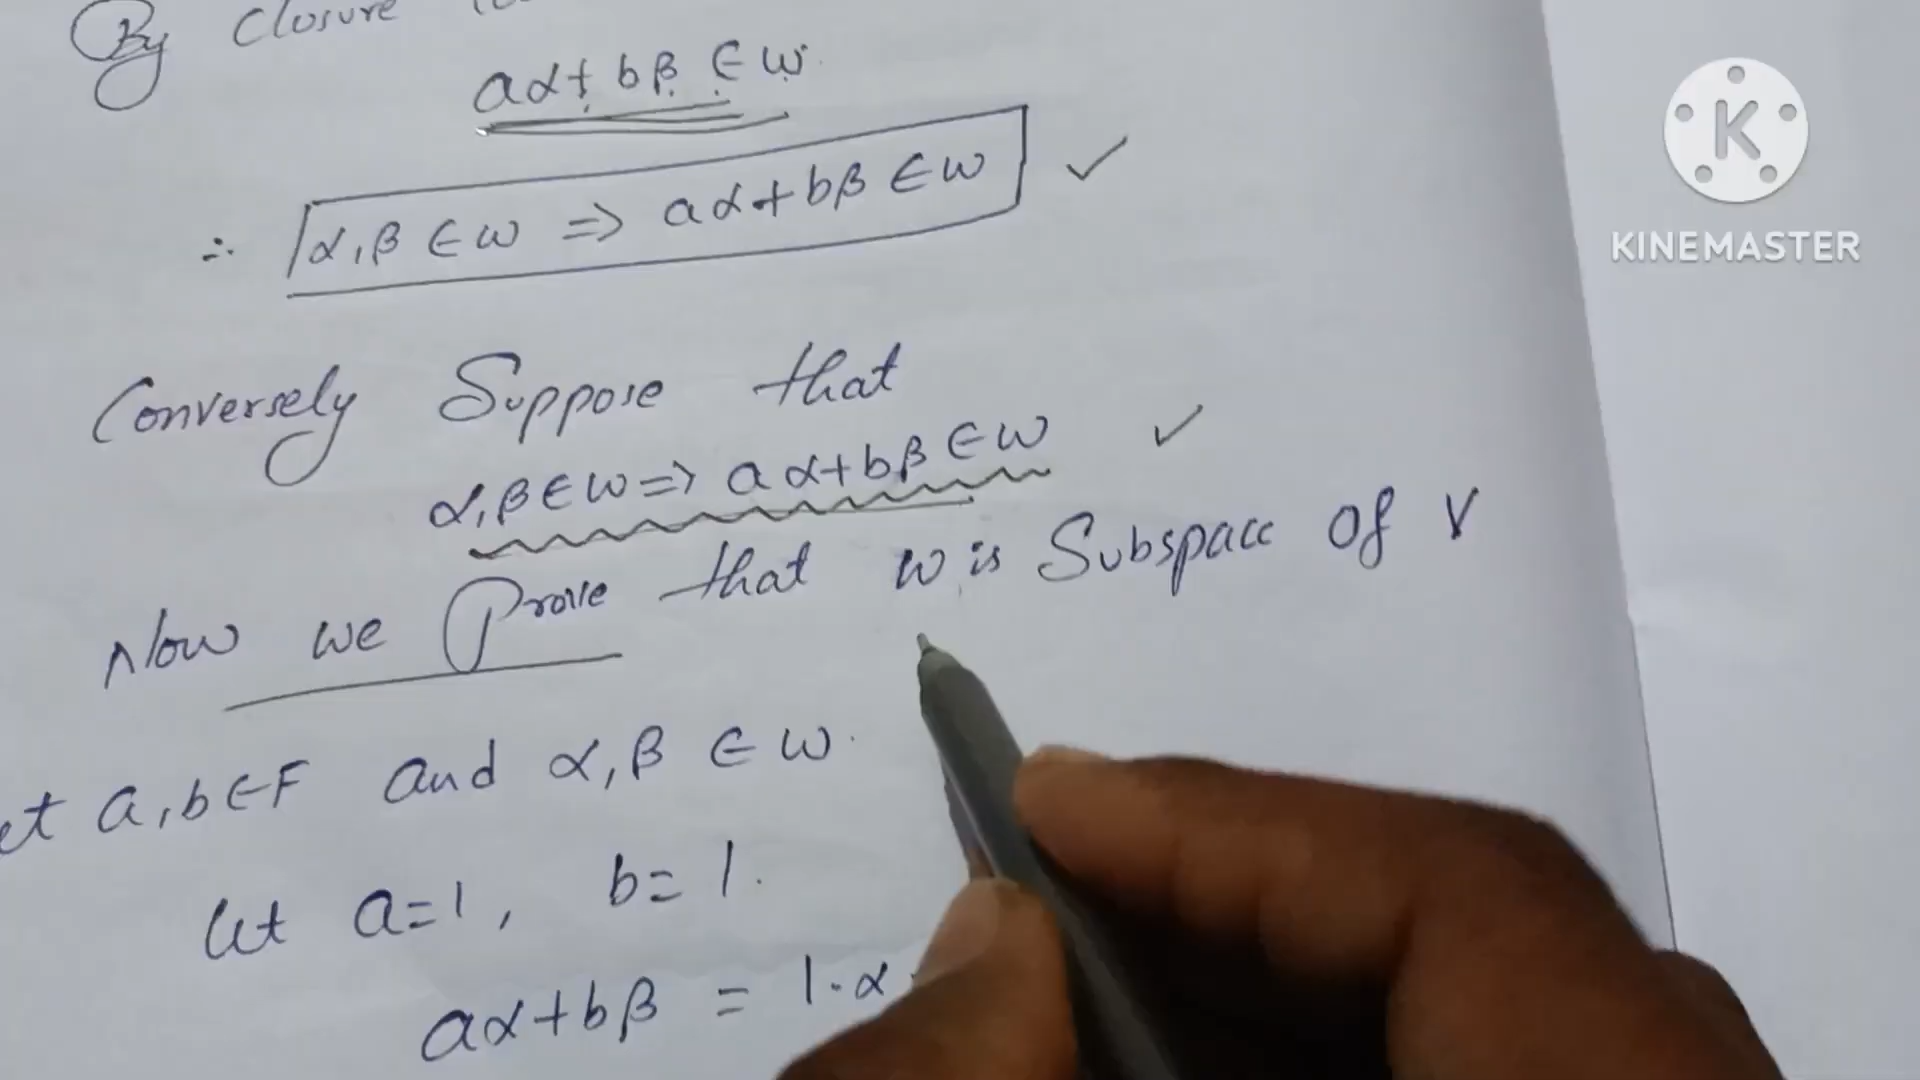 By Closure
aα+bβ ∈ W.
∴ α,β ∈ W ⇒ aα+bβ ∈ W
Conversely Suppose that
α,β ∈ W ⇒ aα+bβ ∈ W
Now we Prove that W is Subspace Of V
a,b ∈ F and α,β ∈ W.
let a=1, b=1.
aα+bβ = 1.α
K
KINEMASTER